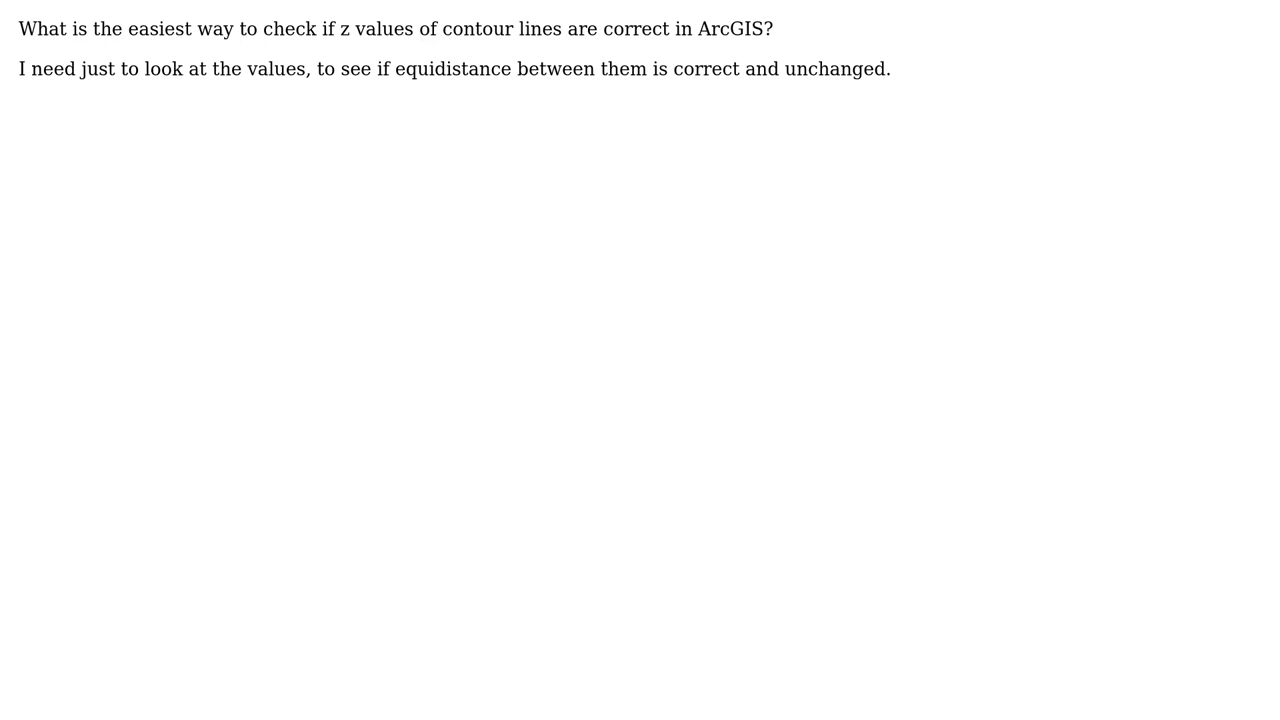 What is the easiest way to check if z values of contour lines are correct in ArcGIS?
I need just to look at the values, to see if equidistance between them is correct and unchanged.